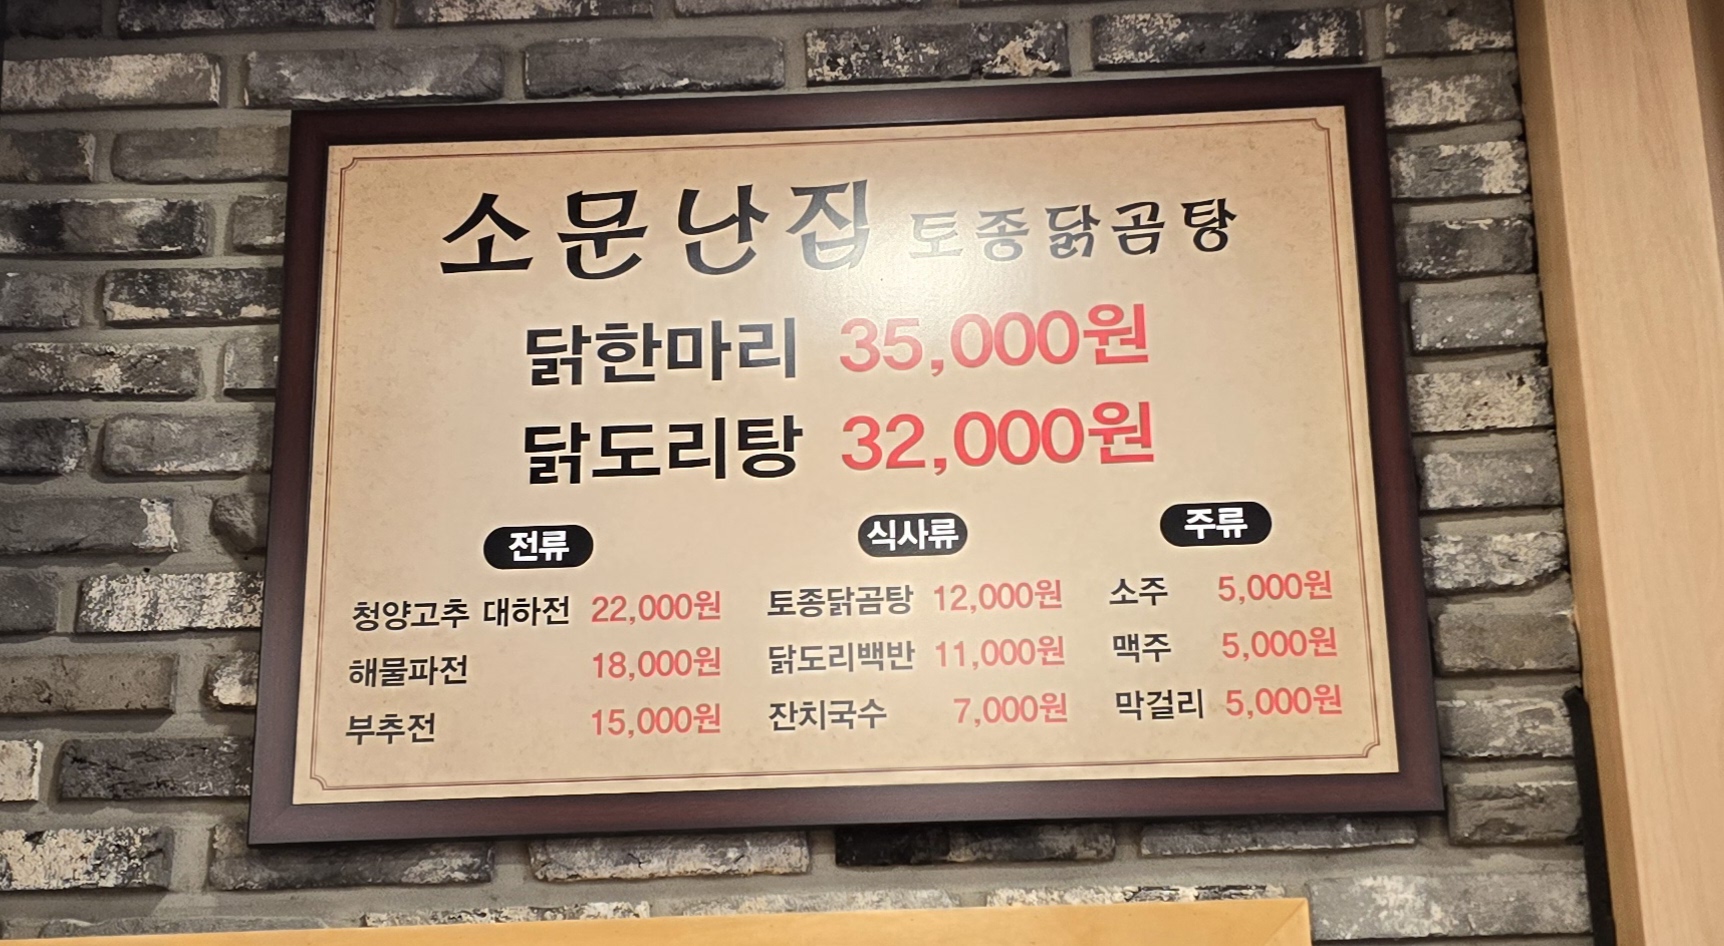 소문난집 토종닭곰탕
닭한마리 35,000원
닭도리탕 32,000원
전류
청양고추 대하전 22,000원
해물파전 18,000원
부추전 15,000원
식사류
토종닭곰탕 12,000원
닭도리백반 11,000원
잔치국수 7,000원
주류
소주 5,000원
맥주 5,000원
막걸리 5,000원